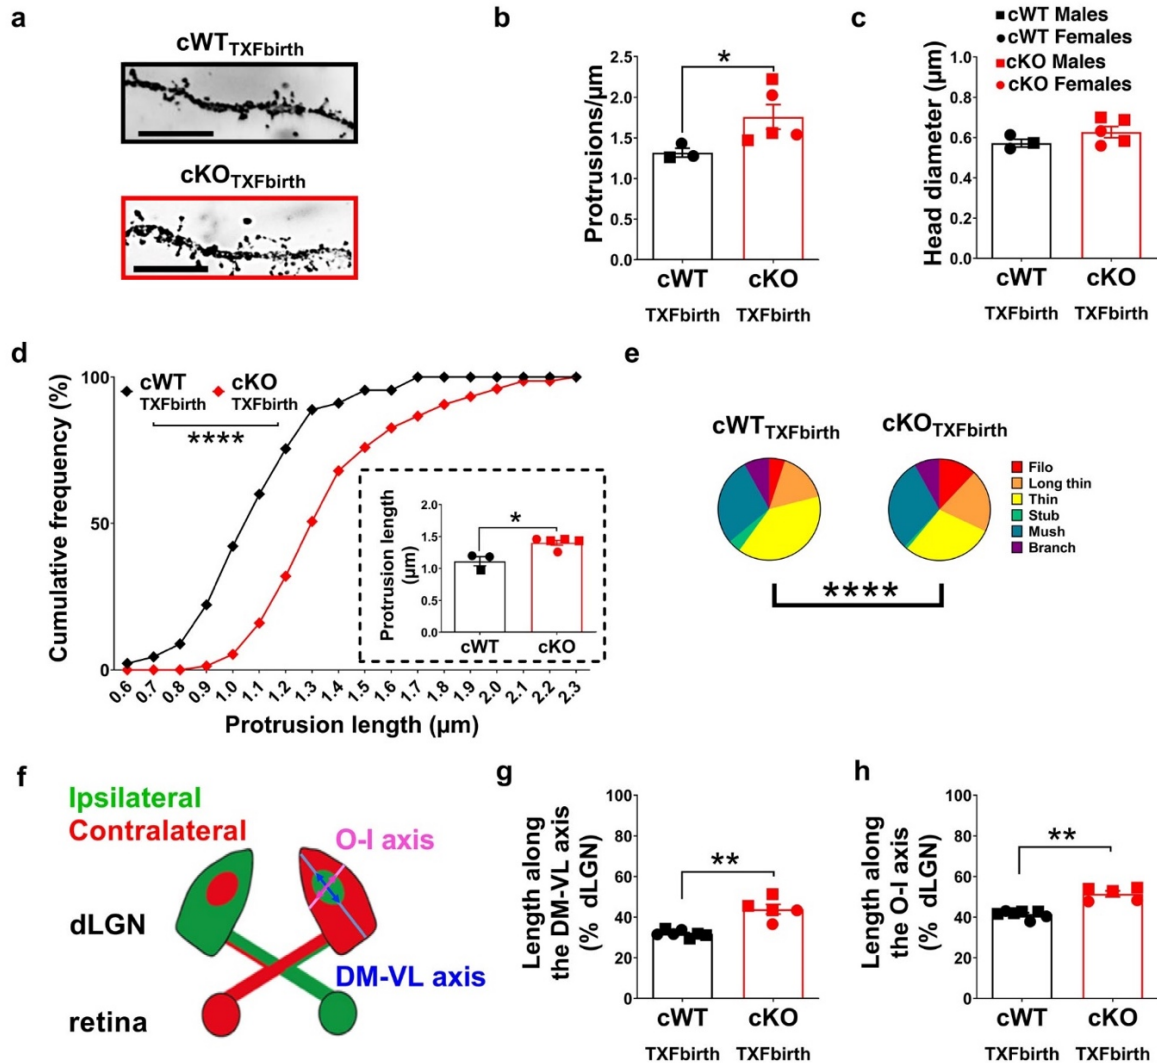 a
cWTTXFbirth
cKOTXFbirth
b
Protrusions/µm
2.5
2.0
1.5
1.0
0.5
0.0
*
cWT cKO
TXFbirth TXFbirth
c
cWT Males
cWT Females
cKO Males
cKO Females
Head diameter (µm)
1.0
0.8
0.6
0.4
0.2
0.0
cWT cKO
TXFbirth TXFbirth
d
Cumulative frequency (%)
100
50
0
cWT cKO
TXFbirth TXFbirth
****
0.6 0.7 0.8 0.9 1.0 1.1 1.2 1.3 1.4 1.5 1.6 1.7 1.8 1.9 2.0 2.1 2.2 2.3
Protrusion length (µm)
Protrusion length
(µm)
2.0
1.5
1.0
0.5
0.0
*
cWT cKO
e
cWTTXFbirth cKOTXFbirth
Filo
Long thin
Thin
Stub
Mush
Branch
****
f
Ipsilateral
Contralateral
O-I axis
dLGN
DM-VL axis
retina
g
Length along
the DM-VL axis
(% dLGN)
100
80
60
40
20
0
**
cWT cKO
TXFbirth TXFbirth
h
Length along
the O-I axis
(% dLGN)
100
80
60
40
20
0
**
cWT cKO
TXFbirth TXFbirth